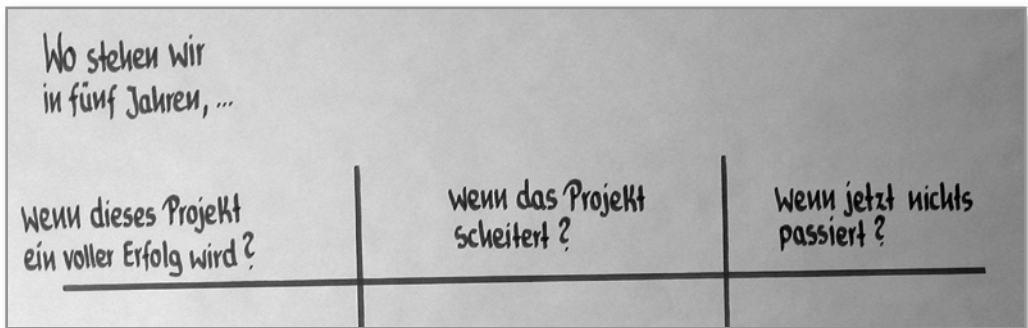 Wo stehen wir
in fünf Jahren, ...
wenn dieses Projekt
ein voller Erfolg wird?
wenn das Projekt
scheitert?
wenn jetzt nichts
passiert?